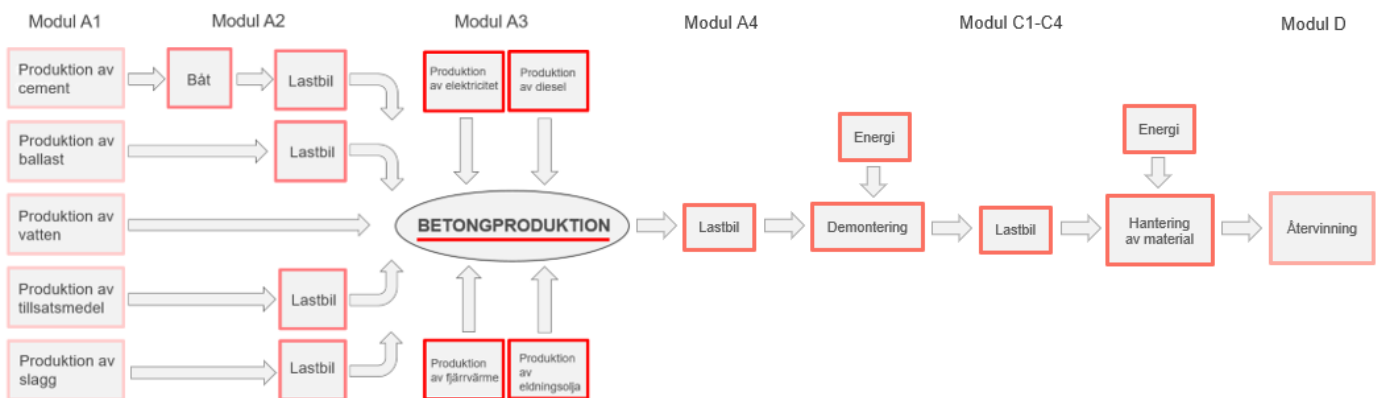 Modul A1
Modul A2
Modul A3
Modul A4
Modul C1-C4
Modul D
Produktion av
cement
Båt
Lastbil
Produktion
av elektricitet
Produktion
av diesel
Produktion av
ballast
Lastbil
Energi
Energi
Produktion av
vatten
BETONGPRODUKTION
Lastbil
Demontering
Lastbil
Hantering
av material
Återvinning
Produktion av
tillsatsmedel
Lastbil
Produktion av
slagg
Lastbil
Produktion
av fjärrvärme
Produktion
av
eldningsolja